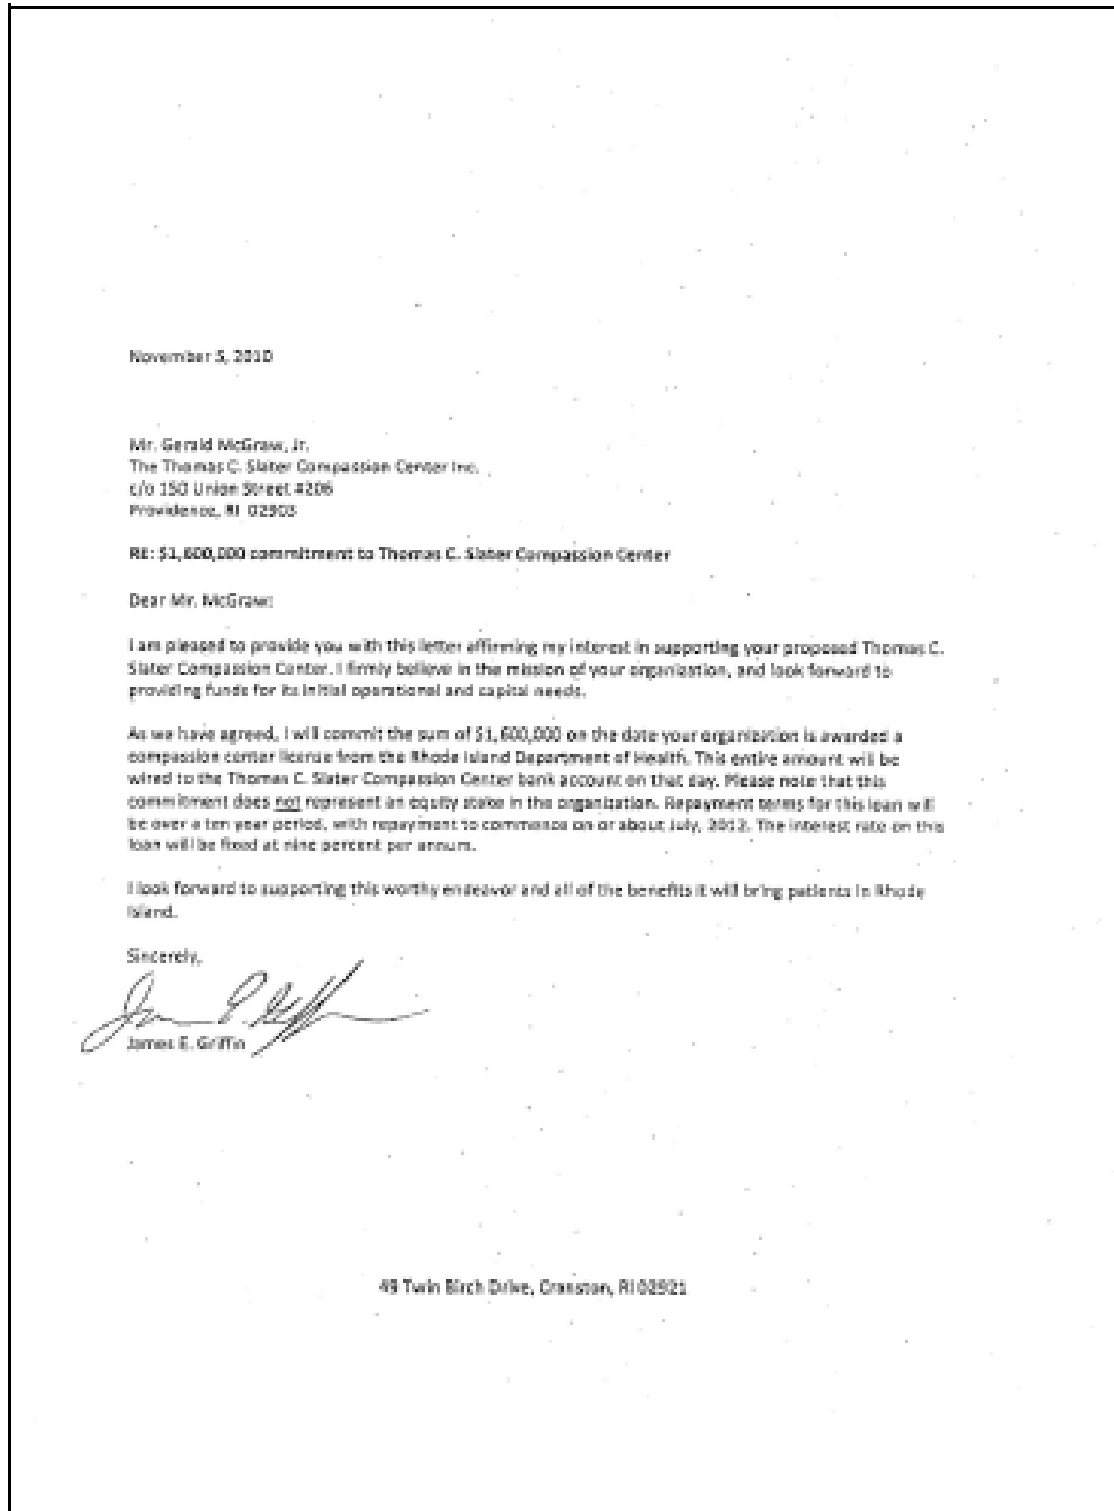 November 5, 2010
Mr. Gerald McGraw, Jr.
The Thomas C. Slater Compassion Center Inc.
c/o 150 Union Street #206
Providence, RI 02903
RE: $1,600,000 commitment to Thomas C. Slater Compassion Center
Dear Mr. McGraw:
I am pleased to provide you with this letter affirming my interest in supporting your proposed Thomas C.
Slater Compassion Center. I firmly believe in the mission of your organization, and look forward to
providing funds for its initial operational and capital needs.
As we have agreed, I will commit the sum of $1,600,000 on the date your organization is awarded a
compassion center license from the Rhode Island Department of Health. This entire amount will be
wired to the Thomas C. Slater Compassion Center bank account on that day. Please note that this
commitment does not represent an equity stake in the organization. Repayment terms for this loan will
be over a ten year period, with repayment to commence on or about July, 2012. The interest rate on this
loan will be fixed at nine percent per annum.
I look forward to supporting this worthy endeavor and all of the benefits it will bring patients in Rhode
Island.
Sincerely,
James E. Griffin
James E. Griffin
49 Twin Birch Drive, Cranston, RI 02921